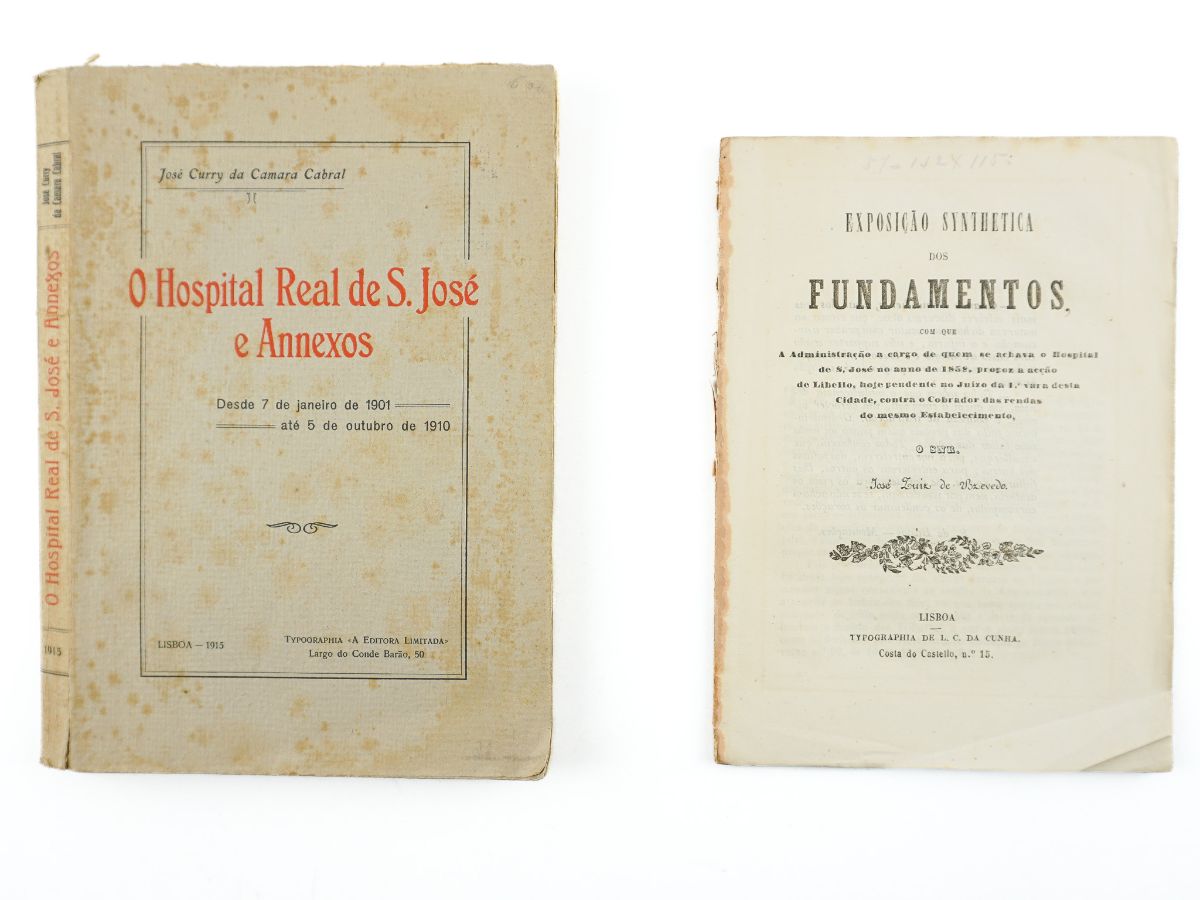 José Curry
da Camara Cabral
O Hospital Real de S. José e Annexos
1915
José Curry da Camara Cabral
O Hospital Real de S. José
e Annexos
Desde 7 de janeiro de 1901
até 5 de outubro de 1910
LISBOA — 1915
TYPOGRAPHIA «A EDITORA LIMITADA»
Largo do Conde Barão, 50
EXPOSIÇÃO SYNTHETICA
DOS
FUNDAMENTOS,
COM QUE
A Administração a cargo de quem se achava o Hospital
de S. José no anno de 1858, propoz a acção
de Libello, hoje pendente no Juizo da 1.ª vara desta
Cidade, contra o Cobrador das rendas
do mesmo Estabelecimento,
O SNR.
José Luiz de Azevedo.
LISBOA
TYPOGRAPHIA DE L. C. DA CUNHA.
Costa do Castello, n.º 15.